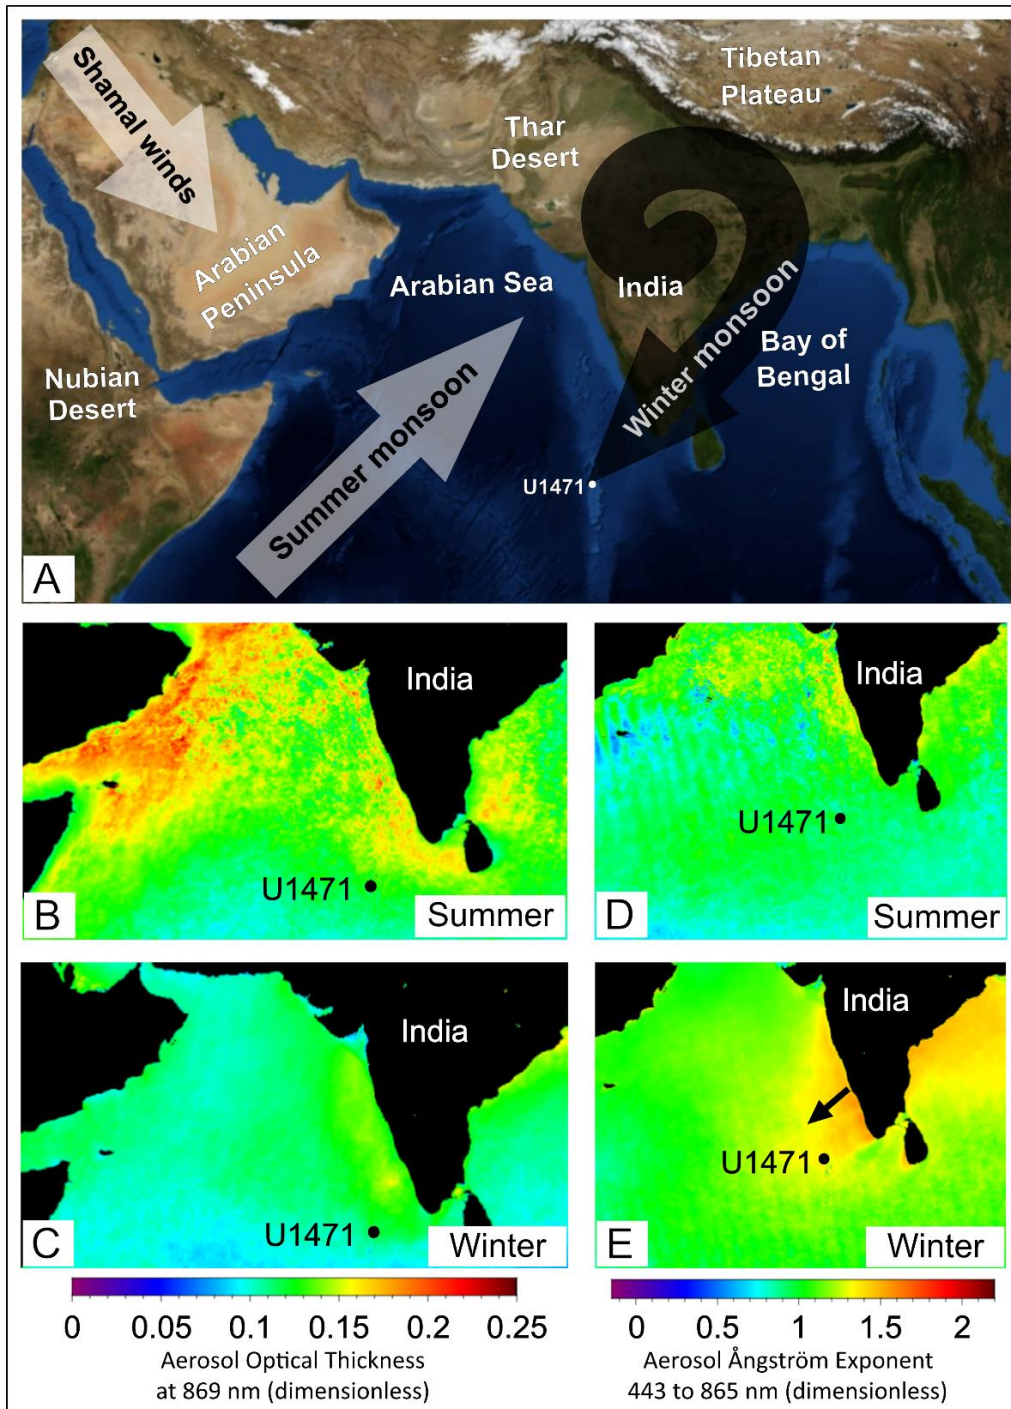 Shamal winds
Tibetan
Plateau
Thar
Desert
Arabian
Peninsula
Arabian Sea
India
Winter monsoon
Bay of
Bengal
Nubian
Desert
Summer monsoon
U1471
A
India
U1471
B
Summer
India
U1471
D
Summer
India
U1471
C
Winter
India
U1471
E
Winter
0 0.05 0.1 0.15 0.2 0.25
Aerosol Optical Thickness
at 869 nm (dimensionless)
0 0.5 1 1.5 2
Aerosol Ångström Exponent
443 to 865 nm (dimensionless)